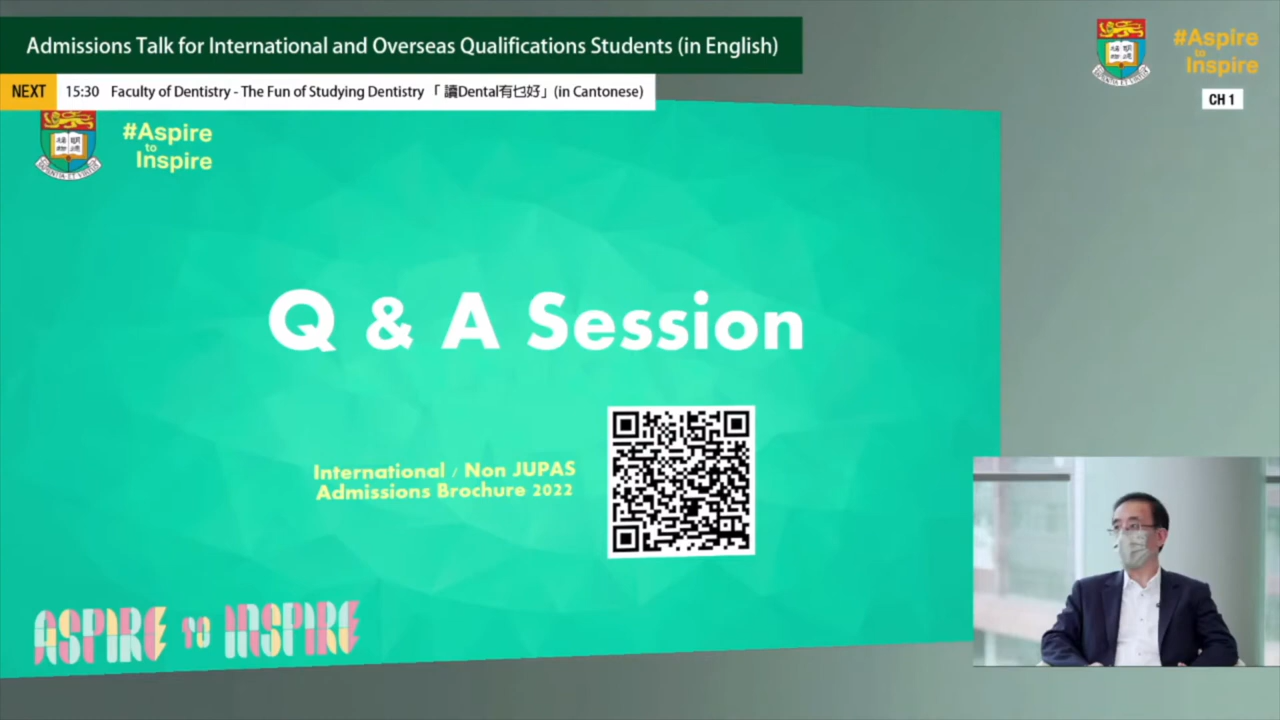 Admissions Talk for International and Overseas Qualifications Students (in English)
NEXT 15:30 Faculty of Dentistry - The Fun of Studying Dentistry 「 讀Dental有乜好」(in Cantonese)
#Aspire
to
Inspire
CH 1
#Aspire
to
Inspire
Q & A Session
International / Non JUPAS
Admissions Brochure 2022
ASPIRE TO INSPIRE